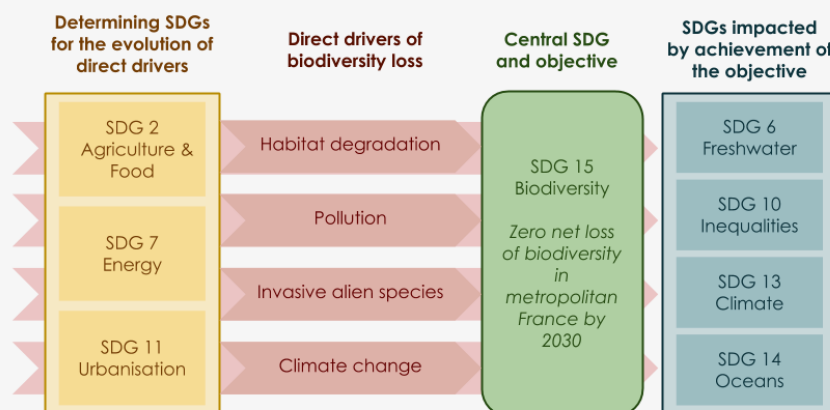 Determining SDGs
for the evolution of
direct drivers
Direct drivers of
biodiversity loss
Central SDG
and objective
SDGs impacted
by achievement of
the objective
SDG 2
Agriculture &
Food
SDG 7
Energy
SDG 11
Urbanisation
Habitat degradation
Pollution
Invasive alien species
Climate change
SDG 15
Biodiversity
Zero net loss
of biodiversity
in
metropolitan
France by
2030
SDG 6
Freshwater
SDG 10
Inequalities
SDG 13
Climate
SDG 14
Oceans